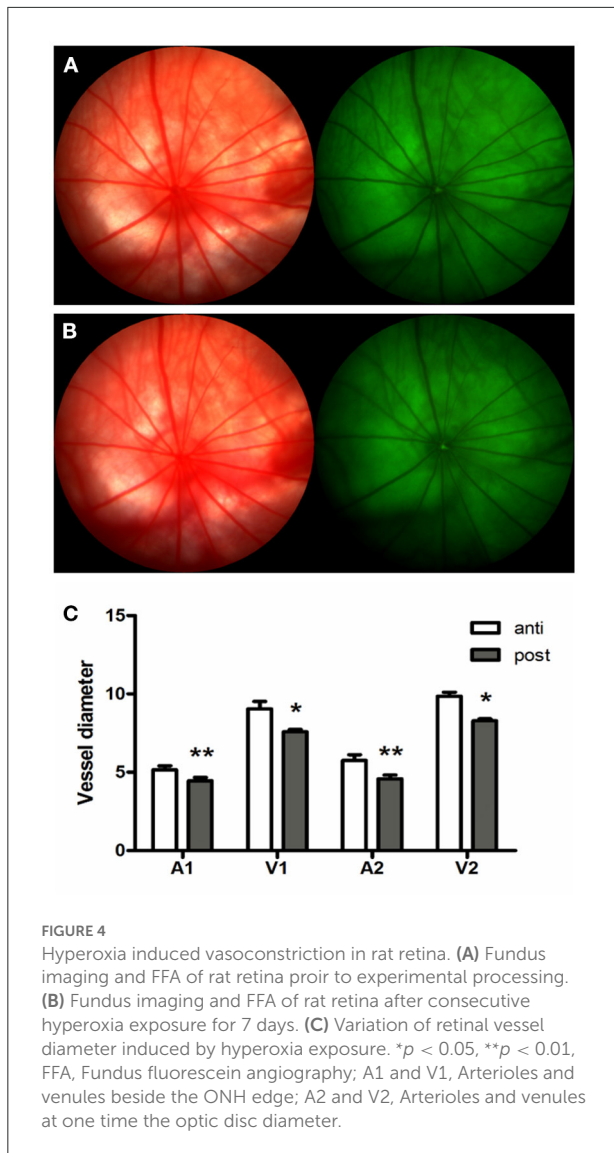 A
B
C
15
10
5
0
Vessel diameter
anti
post
**
*
**
*
A1 V1 A2 V2
FIGURE 4
Hyperoxia induced vasoconstriction in rat retina. (A) Fundus
imaging and FFA of rat retina proir to experimental processing.
(B) Fundus imaging and FFA of rat retina after consecutive
hyperoxia exposure for 7 days. (C) Variation of retinal vessel
diameter induced by hyperoxia exposure. *p < 0.05, **p < 0.01,
FFA, Fundus fluorescein angiography; A1 and V1, Arterioles and
venules beside the ONH edge; A2 and V2, Arterioles and venules
at one time the optic disc diameter.